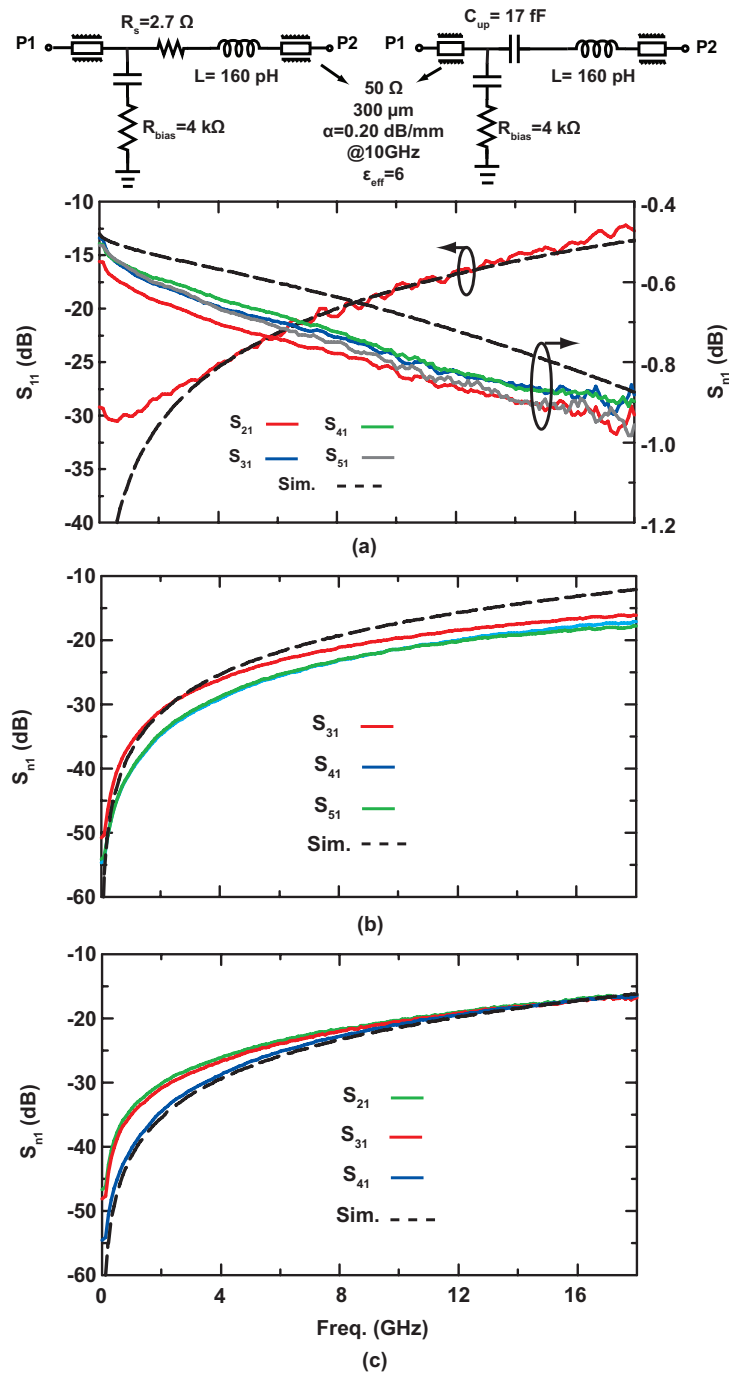 P1 Rs=2.7 Ω P2
L= 160 pH
Rbias=4 kΩ
50 Ω
300 μm
α=0.20 dB/mm
@10GHz
εeff=6
P1 Cup = 17 fF P2
L= 160 pH
Rbias=4 kΩ
S11 (dB)
-10
-15
-20
-25
-30
-35
-40
-0.4
-0.6
-0.8
-1.0
-1.2
Sn1 (dB)
S21 S41
S31 S51
Sim.
(a)
Sn1 (dB)
-10
-20
-30
-40
-50
-60
S31
S41
S51
Sim.
(b)
Sn1 (dB)
-10
-20
-30
-40
-50
-60
S21
S31
S41
Sim.
0 4 8 12 16
Freq. (GHz)
(c)